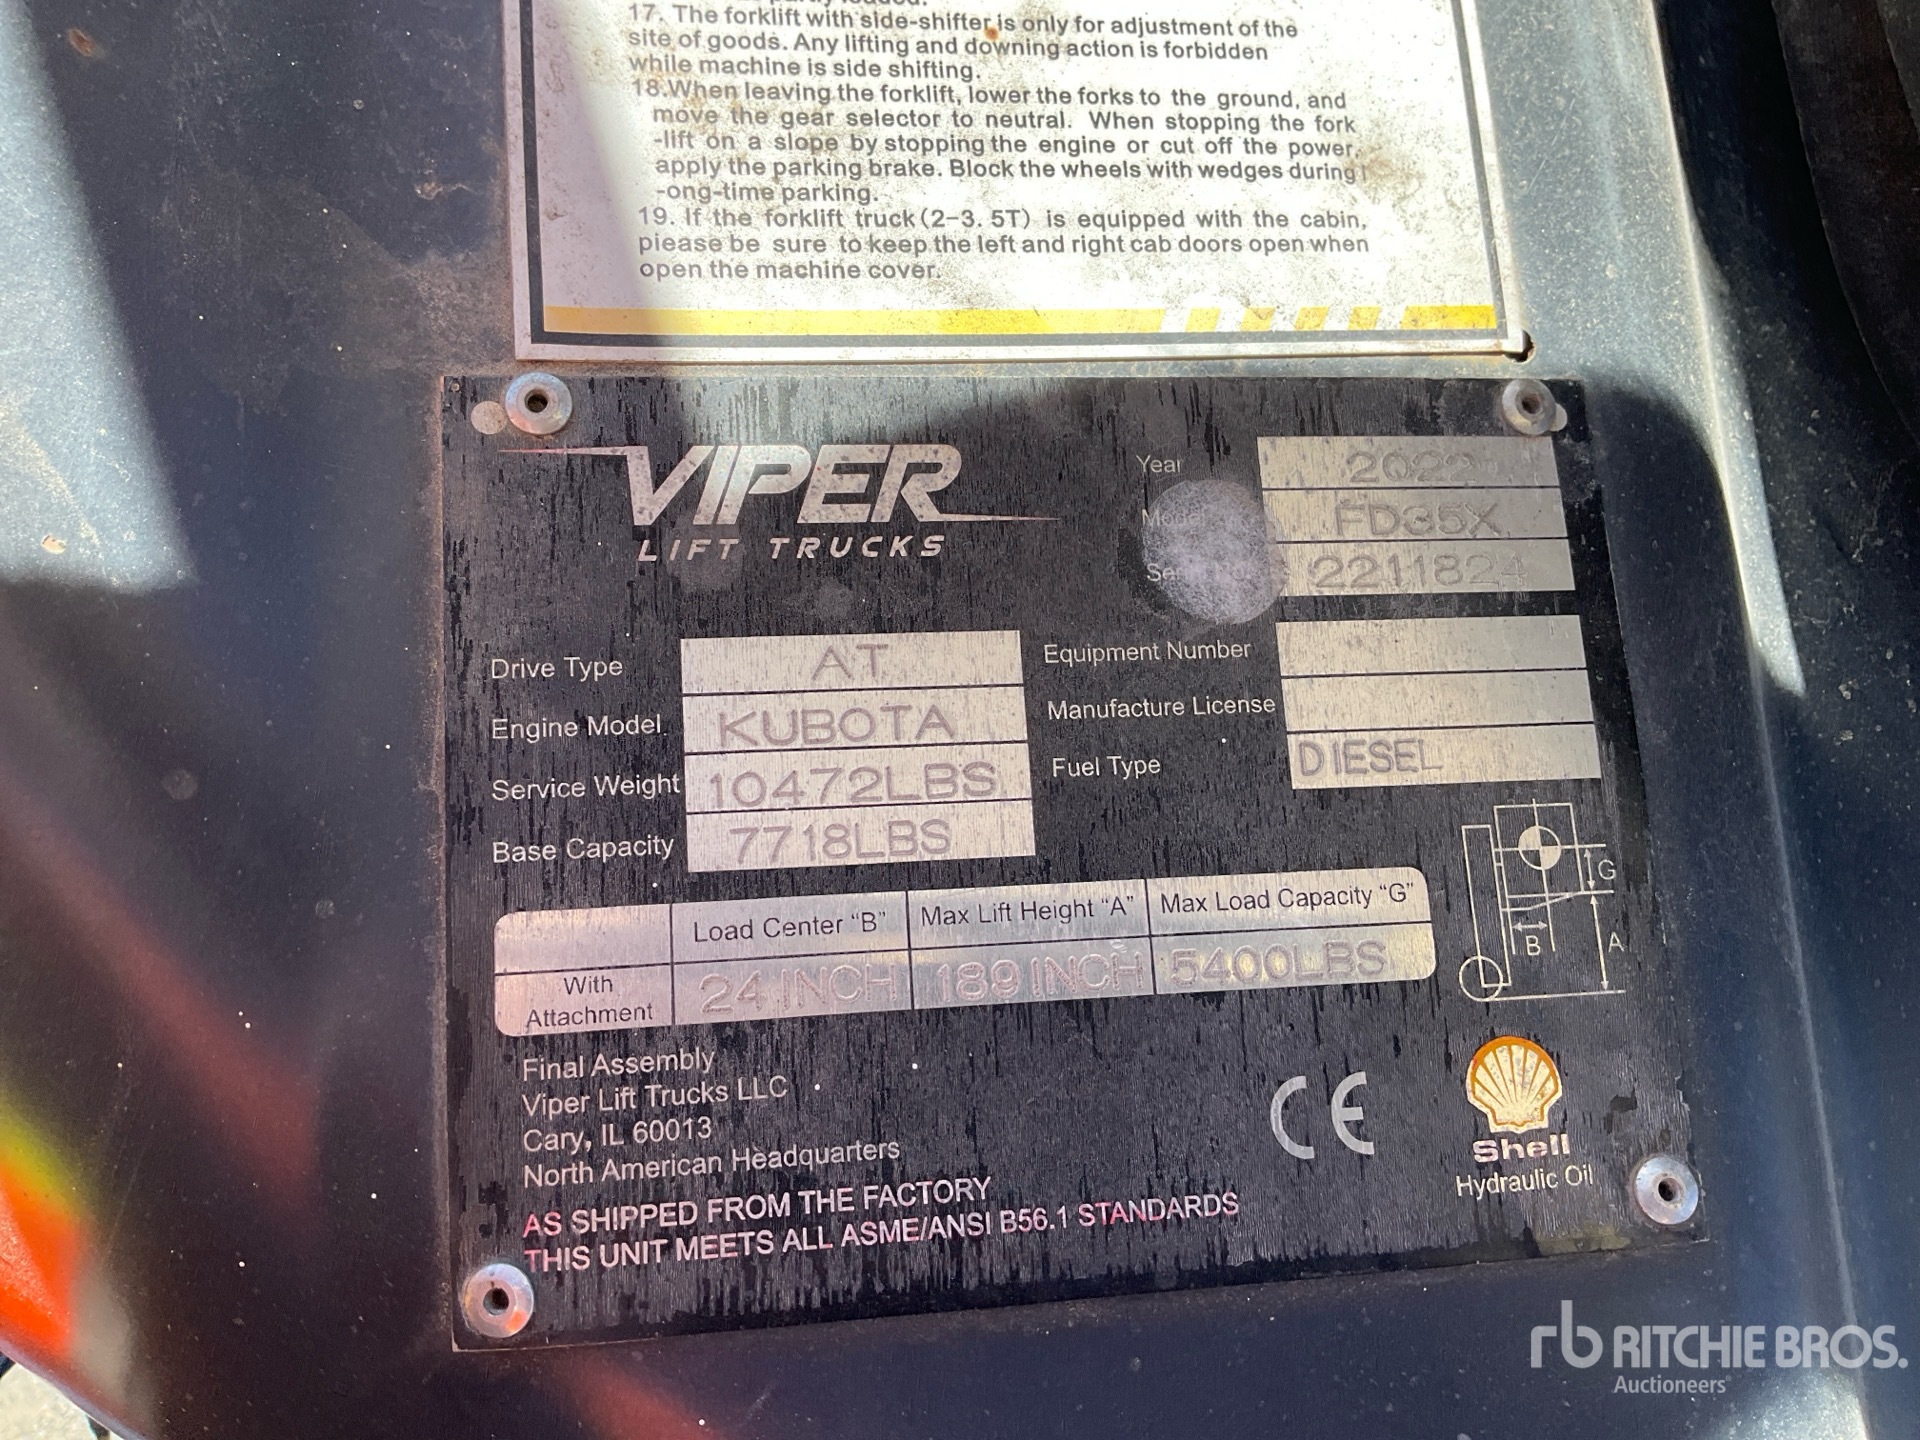 17. The forklift with side-shifter is only for adjustment of the
site of goods. Any lifting and downing action is forbidden
while machine is side shifting.
18.When leaving the forklift, lower the forks to the ground, and
move the gear selector to neutral. When stopping the fork
-lift on a slope by stopping the engine or cut off the power,
apply the parking brake. Block the wheels with wedges during l
-ong-time parking.
19. If the forklift truck(2-3.5T) is equipped with the cabin,
please be sure to keep the left and right cab doors open when
open the machine cover.
VIPER
LIFT TRUCKS
Year 2022
Model FD35X
2211824
Drive Type AT
Engine Model KUBOTA
Service Weight 10472LBS
Base Capacity 7718LBS
Equipment Number
Manufacture License
Fuel Type DIESEL
Load Center "B" Max Lift Height "A" Max Load Capacity "G"
With Attachment 24 INCH 189 INCH 5400LBS
G
B A
Final Assembly
Viper Lift Trucks LLC
Cary, IL 60013
North American Headquarters
AS SHIPPED FROM THE FACTORY
THIS UNIT MEETS ALL ASME/ANSI B56.1 STANDARDS
CE
Shell
Hydraulic Oil
rb RITCHIE BROS.
Auctioneers